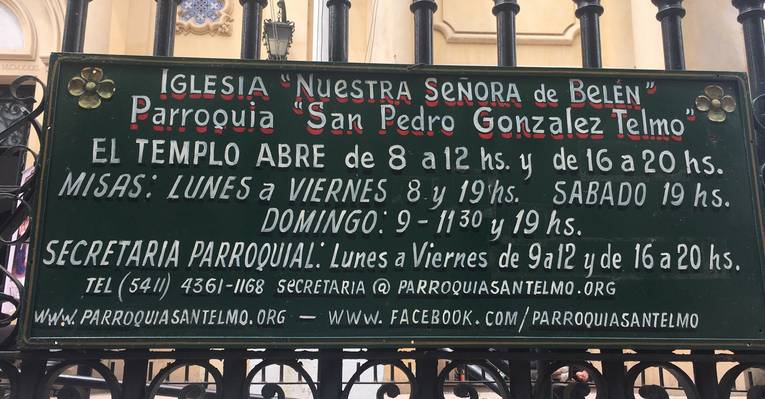 IGLESIA "NUESTRA SEÑORA de BELÉN"
PARROQUIA "SAN PEDRO GONZALEZ TELMO"
EL TEMPLO ABRE de 8 a 12 hs. y de 16 a 20 hs.
MISAS: LUNES a VIERNES 8 y 19 hs. SABADO 19 hs.
DOMINGO: 9 - 11 30 y 19 hs.
SECRETARIA PARROQUIAL: Lunes a Viernes de 9 a 12 y de 16 a 20 hs.
TEL (5411) 4361-1168 SECRETARIA @ PARROQUIASANTELMO.ORG
WWW. PARROQUIASANTELMO.ORG — WWW. FACEBOOK.COM/PARROQUIASANTELMO